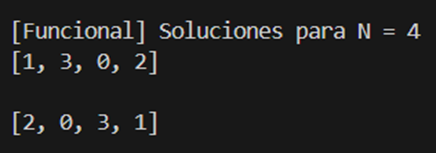 [Funcional] Soluciones para N = 4
[1, 3, 0, 2]
[2, 0, 3, 1]